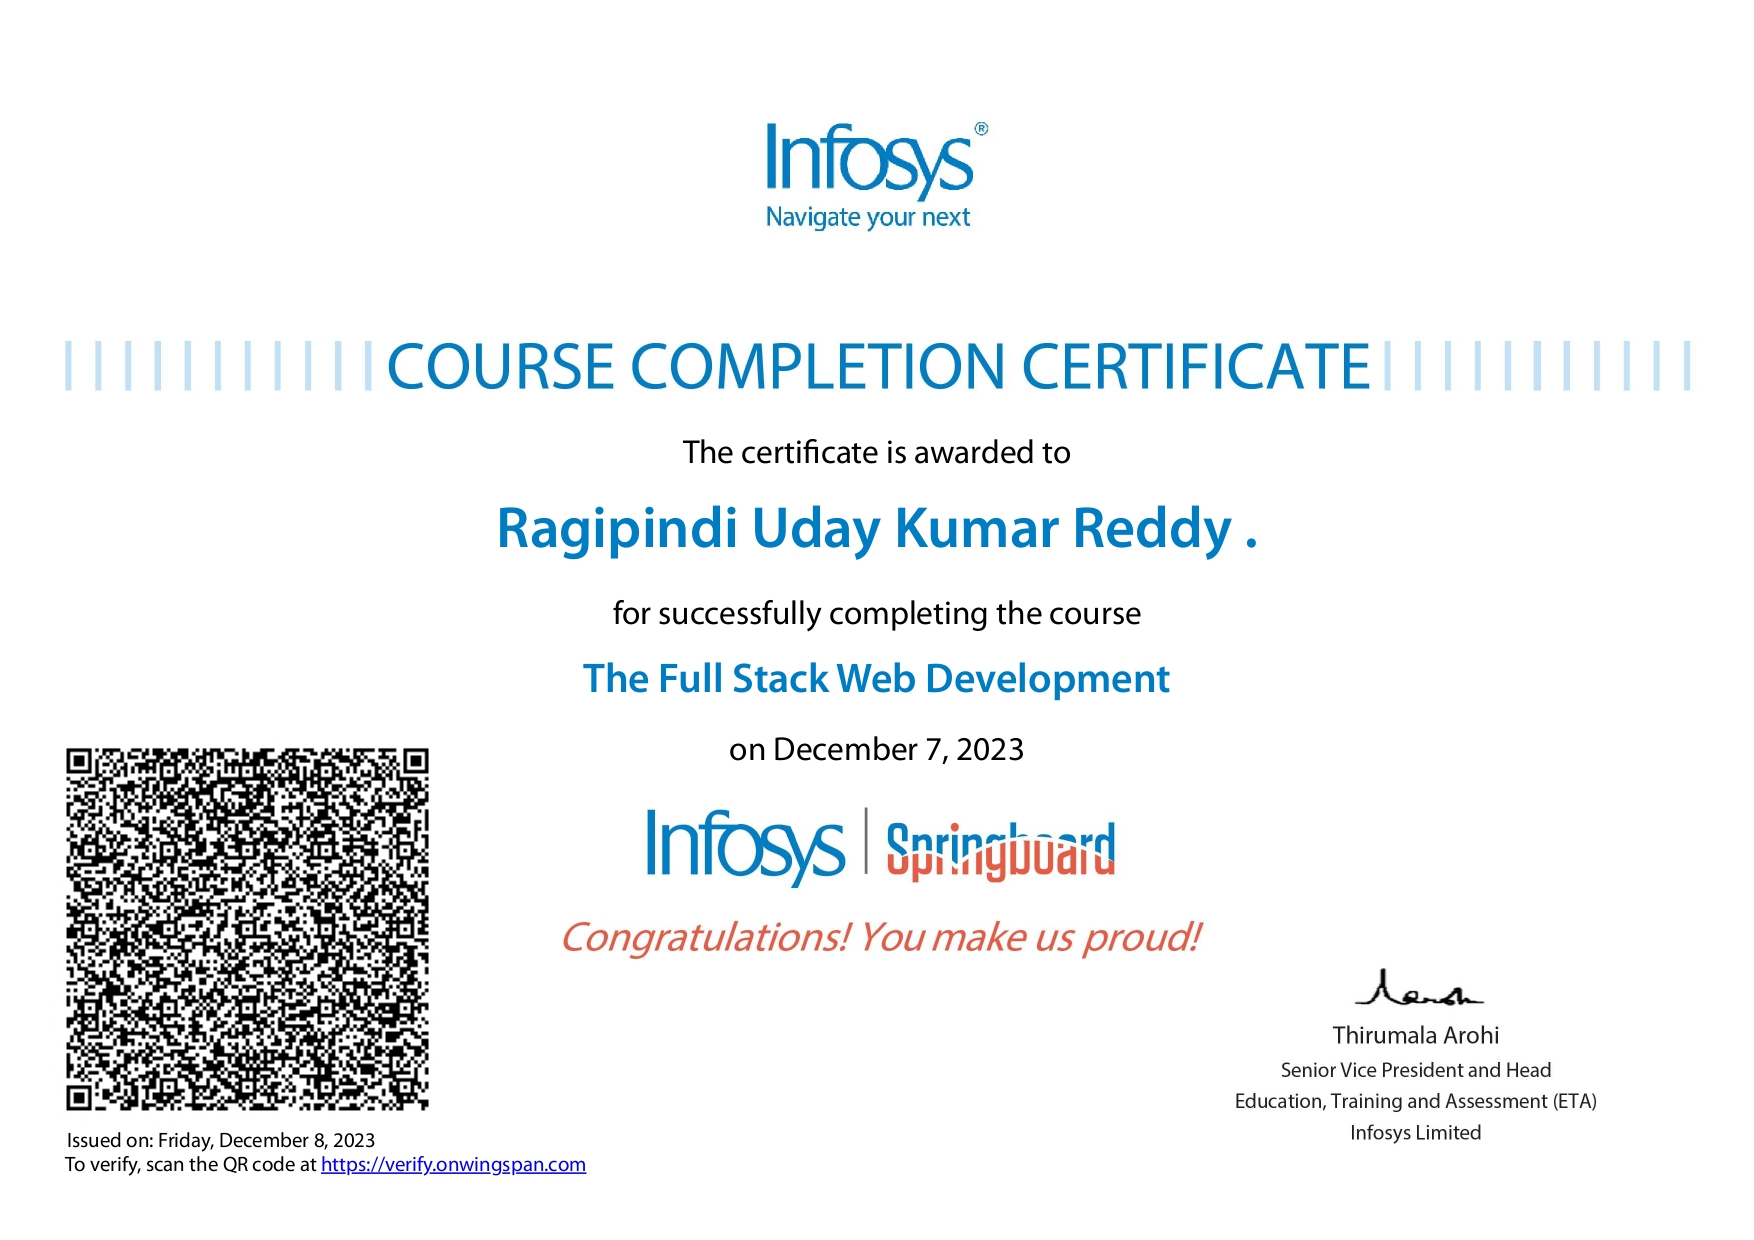 Infosys®
Navigate your next
COURSE COMPLETION CERTIFICATE
The certificate is awarded to
Ragipindi Uday Kumar Reddy .
for successfully completing the course
The Full Stack Web Development
on December 7, 2023
Infosys | Springboard
Congratulations! You make us proud!
Thirumala Arohi
Senior Vice President and Head
Education, Training and Assessment (ETA)
Infosys Limited
Issued on: Friday, December 8, 2023
To verify, scan the QR code at https://verify.onwingspan.com